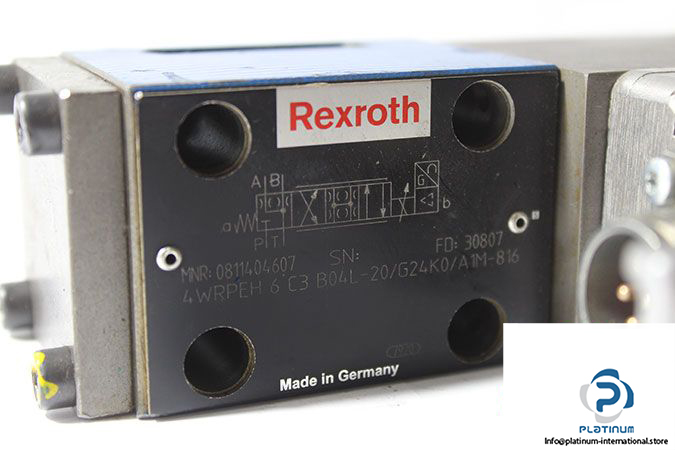 Rexroth
A B
a
b
G
T
P T
MNR: 0811404607 SN: FD: 30807
4WRPEH 6 C3 B04L-20/G24K0/A1M-816
Made in Germany
PLATINUM
Info@platinum-international.store